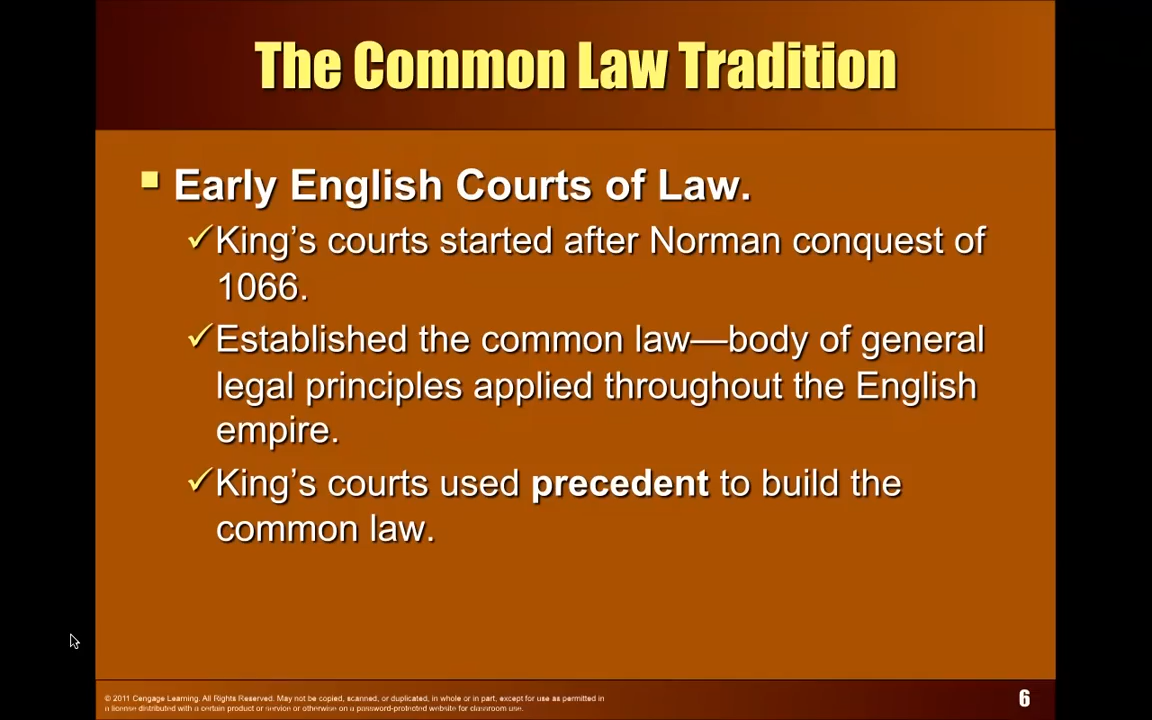 The Common Law Tradition
Early English Courts of Law.
King’s courts started after Norman conquest of
1066.
Established the common law—body of general
legal principles applied throughout the English
empire.
King’s courts used precedent to build the
common law.
© 2011 Cengage Learning. All Rights Reserved. May not be copied, scanned, or duplicated, in whole or in part, except for use as permitted in
a license distributed with a certain product or service or otherwise on a password-protected website for classroom use.
6